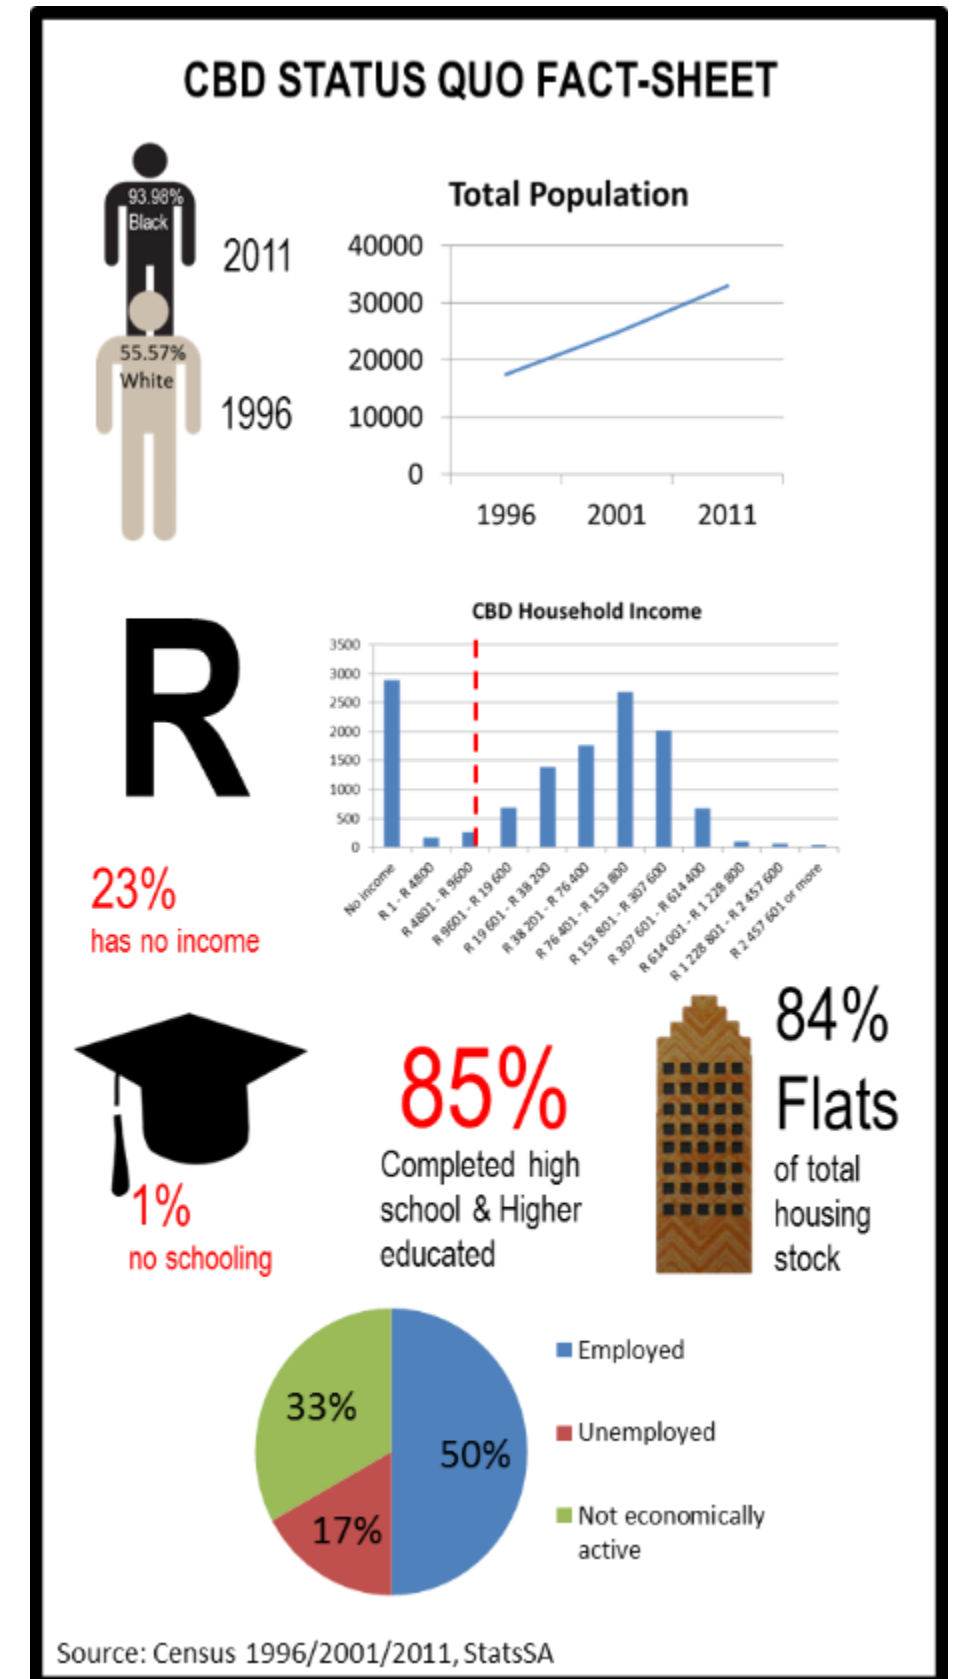 CBD STATUS QUO FACT-SHEET
93.98%
Black
2011
55.57%
White
1996
Total Population
40000
30000
20000
10000
0
1996 2001 2011
R
23%
has no income
CBD Household Income
3500
3000
2500
2000
1500
1000
500
0
No income
R 1 - R 4800
R 4801 - R 9600
R 9601 - R 19 600
R 19 601 - R 38 200
R 38 201 - R 76 400
R 76 401 - R 153 800
R 153 801 - R 307 600
R 307 601 - R 614 400
R 614 001 - R 1 228 800
R 1 228 801 - R 2 457 600
R 2 457 601 or more
1%
no schooling
85%
Completed high
school & Higher
educated
84%
Flats
of total
housing
stock
33%
50%
17%
Employed
Unemployed
Not economically
active
Source: Census 1996/2001/2011, StatsSA